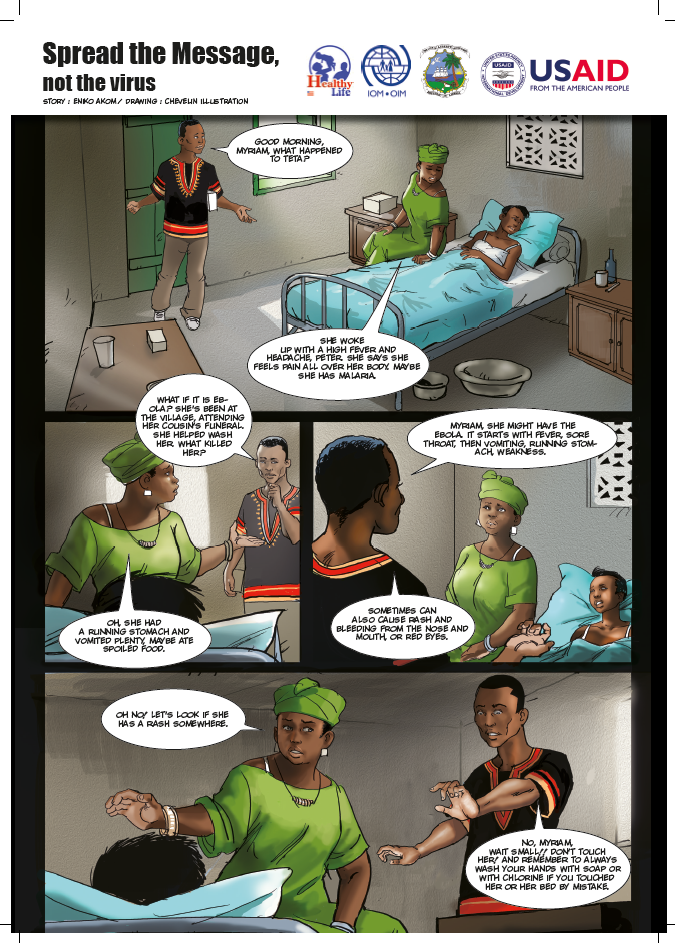 Spread the Message,
not the virus
STORY : ENIKO AKOM/ DRAWING : CHEVELIN ILLUSTRATION
Healthy
Life
IOM • OIM
USAID
USAID
FROM THE AMERICAN PEOPLE
GOOD MORNING,
MYRIAM, WHAT HAPPENED
TO TETA?
SHE WOKE
UP WITH A HIGH FEVER AND
HEADACHE, PETER. SHE SAYS SHE
FEELS PAIN ALL OVER HER BODY. MAYBE
SHE HAS MALARIA.
WHAT IF IT IS EB-
OLA? SHE'S BEEN AT
THE VILLAGE, ATTENDING
HER COUSIN'S FUNERAL.
SHE HELPED WASH
HER. WHAT KILLED
HER?
OH, SHE HAD
A RUNNING STOMACH AND
VOMITED PLENTY. MAYBE ATE
SPOILED FOOD.
MYRIAM, SHE MIGHT HAVE THE
EBOLA. IT STARTS WITH FEVER, SORE
THROAT, THEN VOMITING, RUNNING STOM-
ACH, WEAKNESS.
SOMETIMES CAN
ALSO CAUSE RASH AND
BLEEDING FROM THE NOSE AND
MOUTH, OR RED EYES.
OH NO! LET'S LOOK IF SHE
HAS A RASH SOMEWHERE.
NO, MYRIAM,
WAIT SMALL!! DON'T TOUCH
HER! AND REMEMBER TO ALWAYS
WASH YOUR HANDS WITH SOAP OR
WITH CHLORINE IF YOU TOUCHED
HER OR HER BED BY MISTAKE.